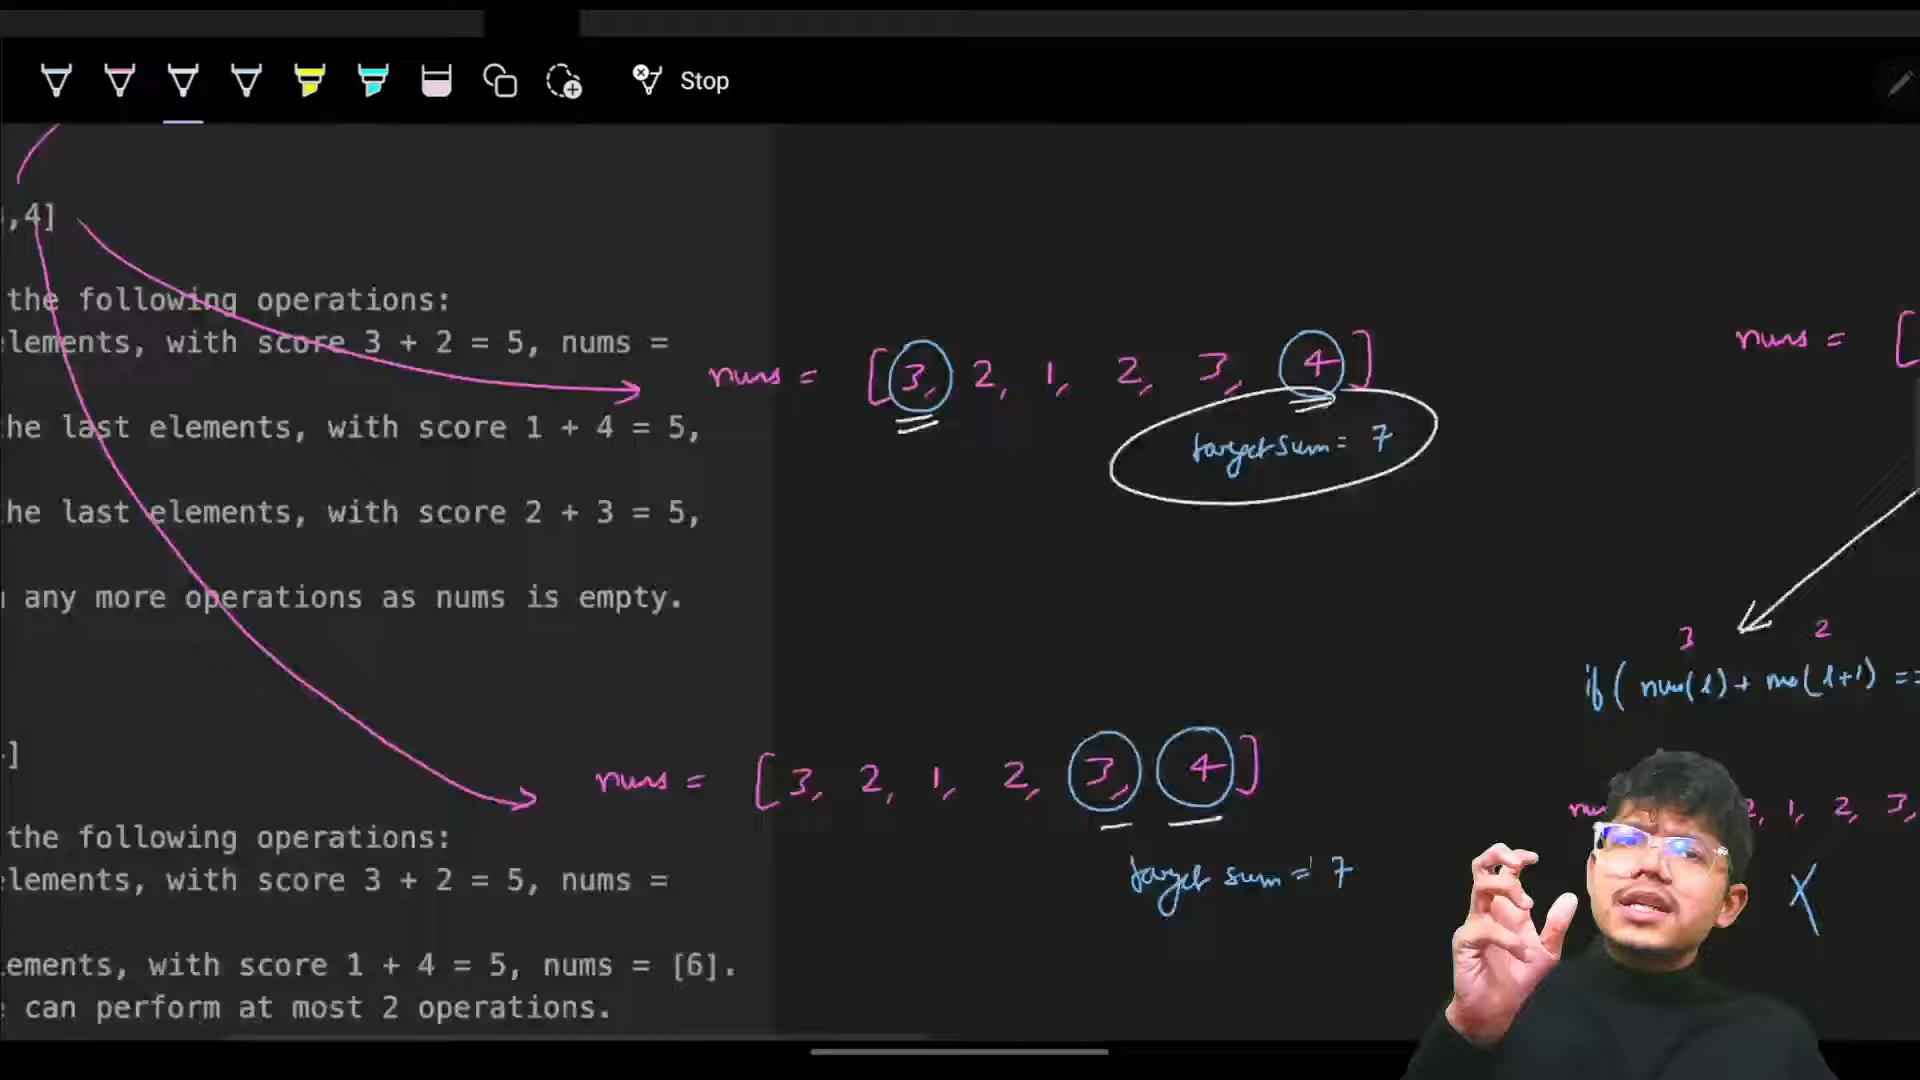 Stop
,4]
the following operations:
lements, with score 3 + 2 = 5, nums =
he last elements, with score 1 + 4 = 5,
he last elements, with score 2 + 3 = 5,
any more operations as nums is empty.
]
the following operations:
lements, with score 3 + 2 = 5, nums =
ements, with score 1 + 4 = 5, nums = [6].
can perform at most 2 operations.
nums = [3, 2, 1, 2, 3, 4]
target sum = 7
nums = [3, 2, 1, 2, 3, 4]
target sum = 7
nums = [
3 2
if ( num(l) + (l+1) ==
2, 1, 2, 3,
X